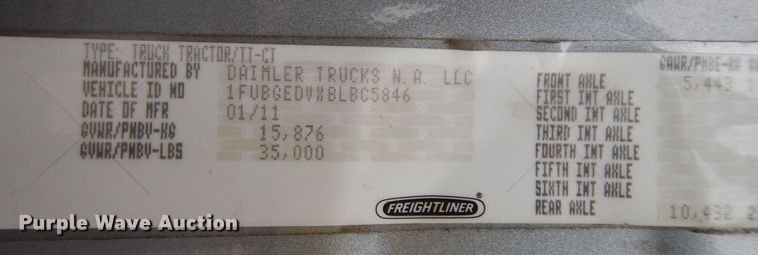 TYPE: TRUCK TRACTOR/TT-CT
MANUFACTURED BY DAIMLER TRUCKS N.A. LLC
VEHICLE ID NO 1FUBGEDVXBLBC5846
DATE OF MFR 01/11
GVWR/PNBV-KG 15,876
GVWR/PNBV-LBS 35,000
FREIGHTLINER
GAWR/PNBE-KG
FRONT AXLE 5,443
FIRST INT AXLE
SECOND INT AXLE
THIRD INT AXLE
FOURTH INT AXLE
FIFTH INT AXLE
SIXTH INT AXLE
REAR AXLE 10,432
Purple Wave Auction